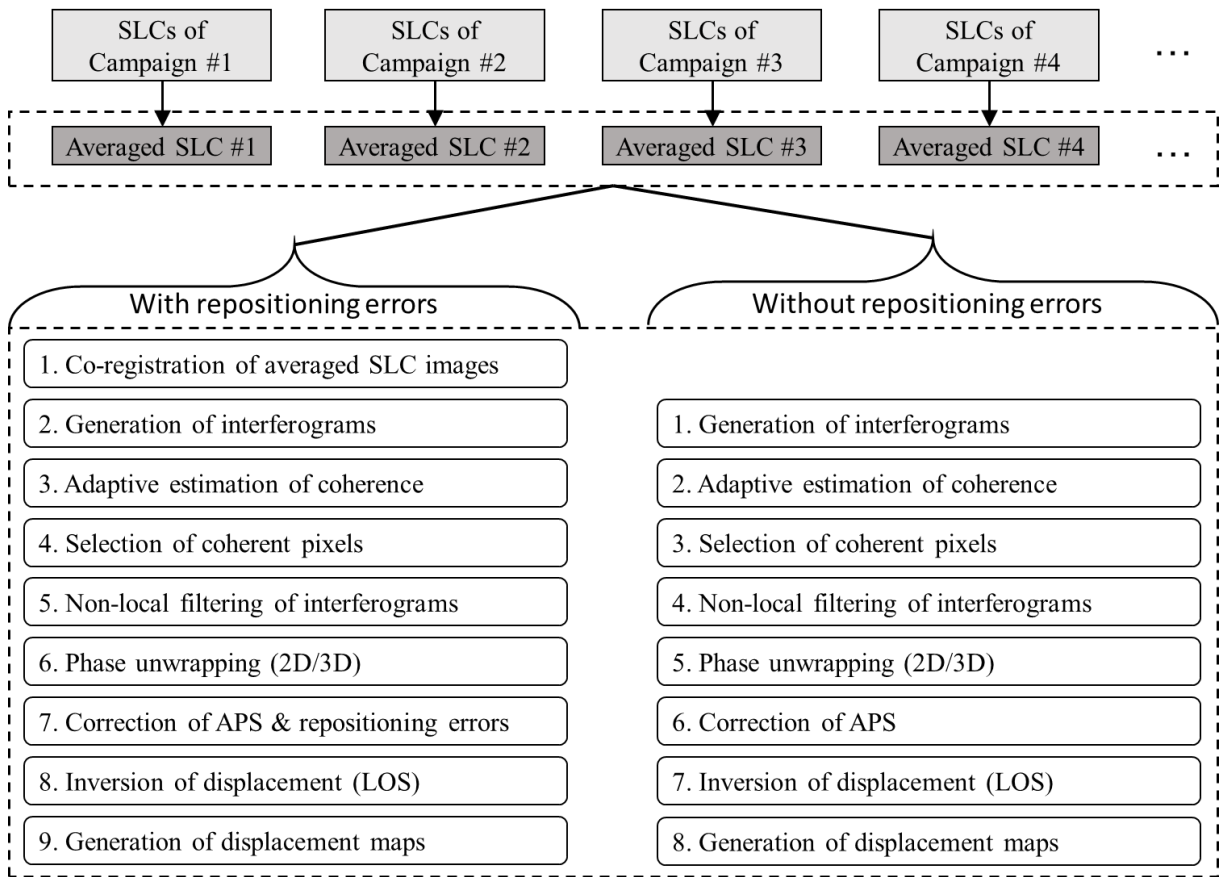 SLCs of
Campaign #1
SLCs of
Campaign #2
SLCs of
Campaign #3
SLCs of
Campaign #4
...
Averaged SLC #1
Averaged SLC #2
Averaged SLC #3
Averaged SLC #4
...
With repositioning errors
1. Co-registration of averaged SLC images
2. Generation of interferograms
3. Adaptive estimation of coherence
4. Selection of coherent pixels
5. Non-local filtering of interferograms
6. Phase unwrapping (2D/3D)
7. Correction of APS & repositioning errors
8. Inversion of displacement (LOS)
9. Generation of displacement maps
Without repositioning errors
1. Generation of interferograms
2. Adaptive estimation of coherence
3. Selection of coherent pixels
4. Non-local filtering of interferograms
5. Phase unwrapping (2D/3D)
6. Correction of APS
7. Inversion of displacement (LOS)
8. Generation of displacement maps